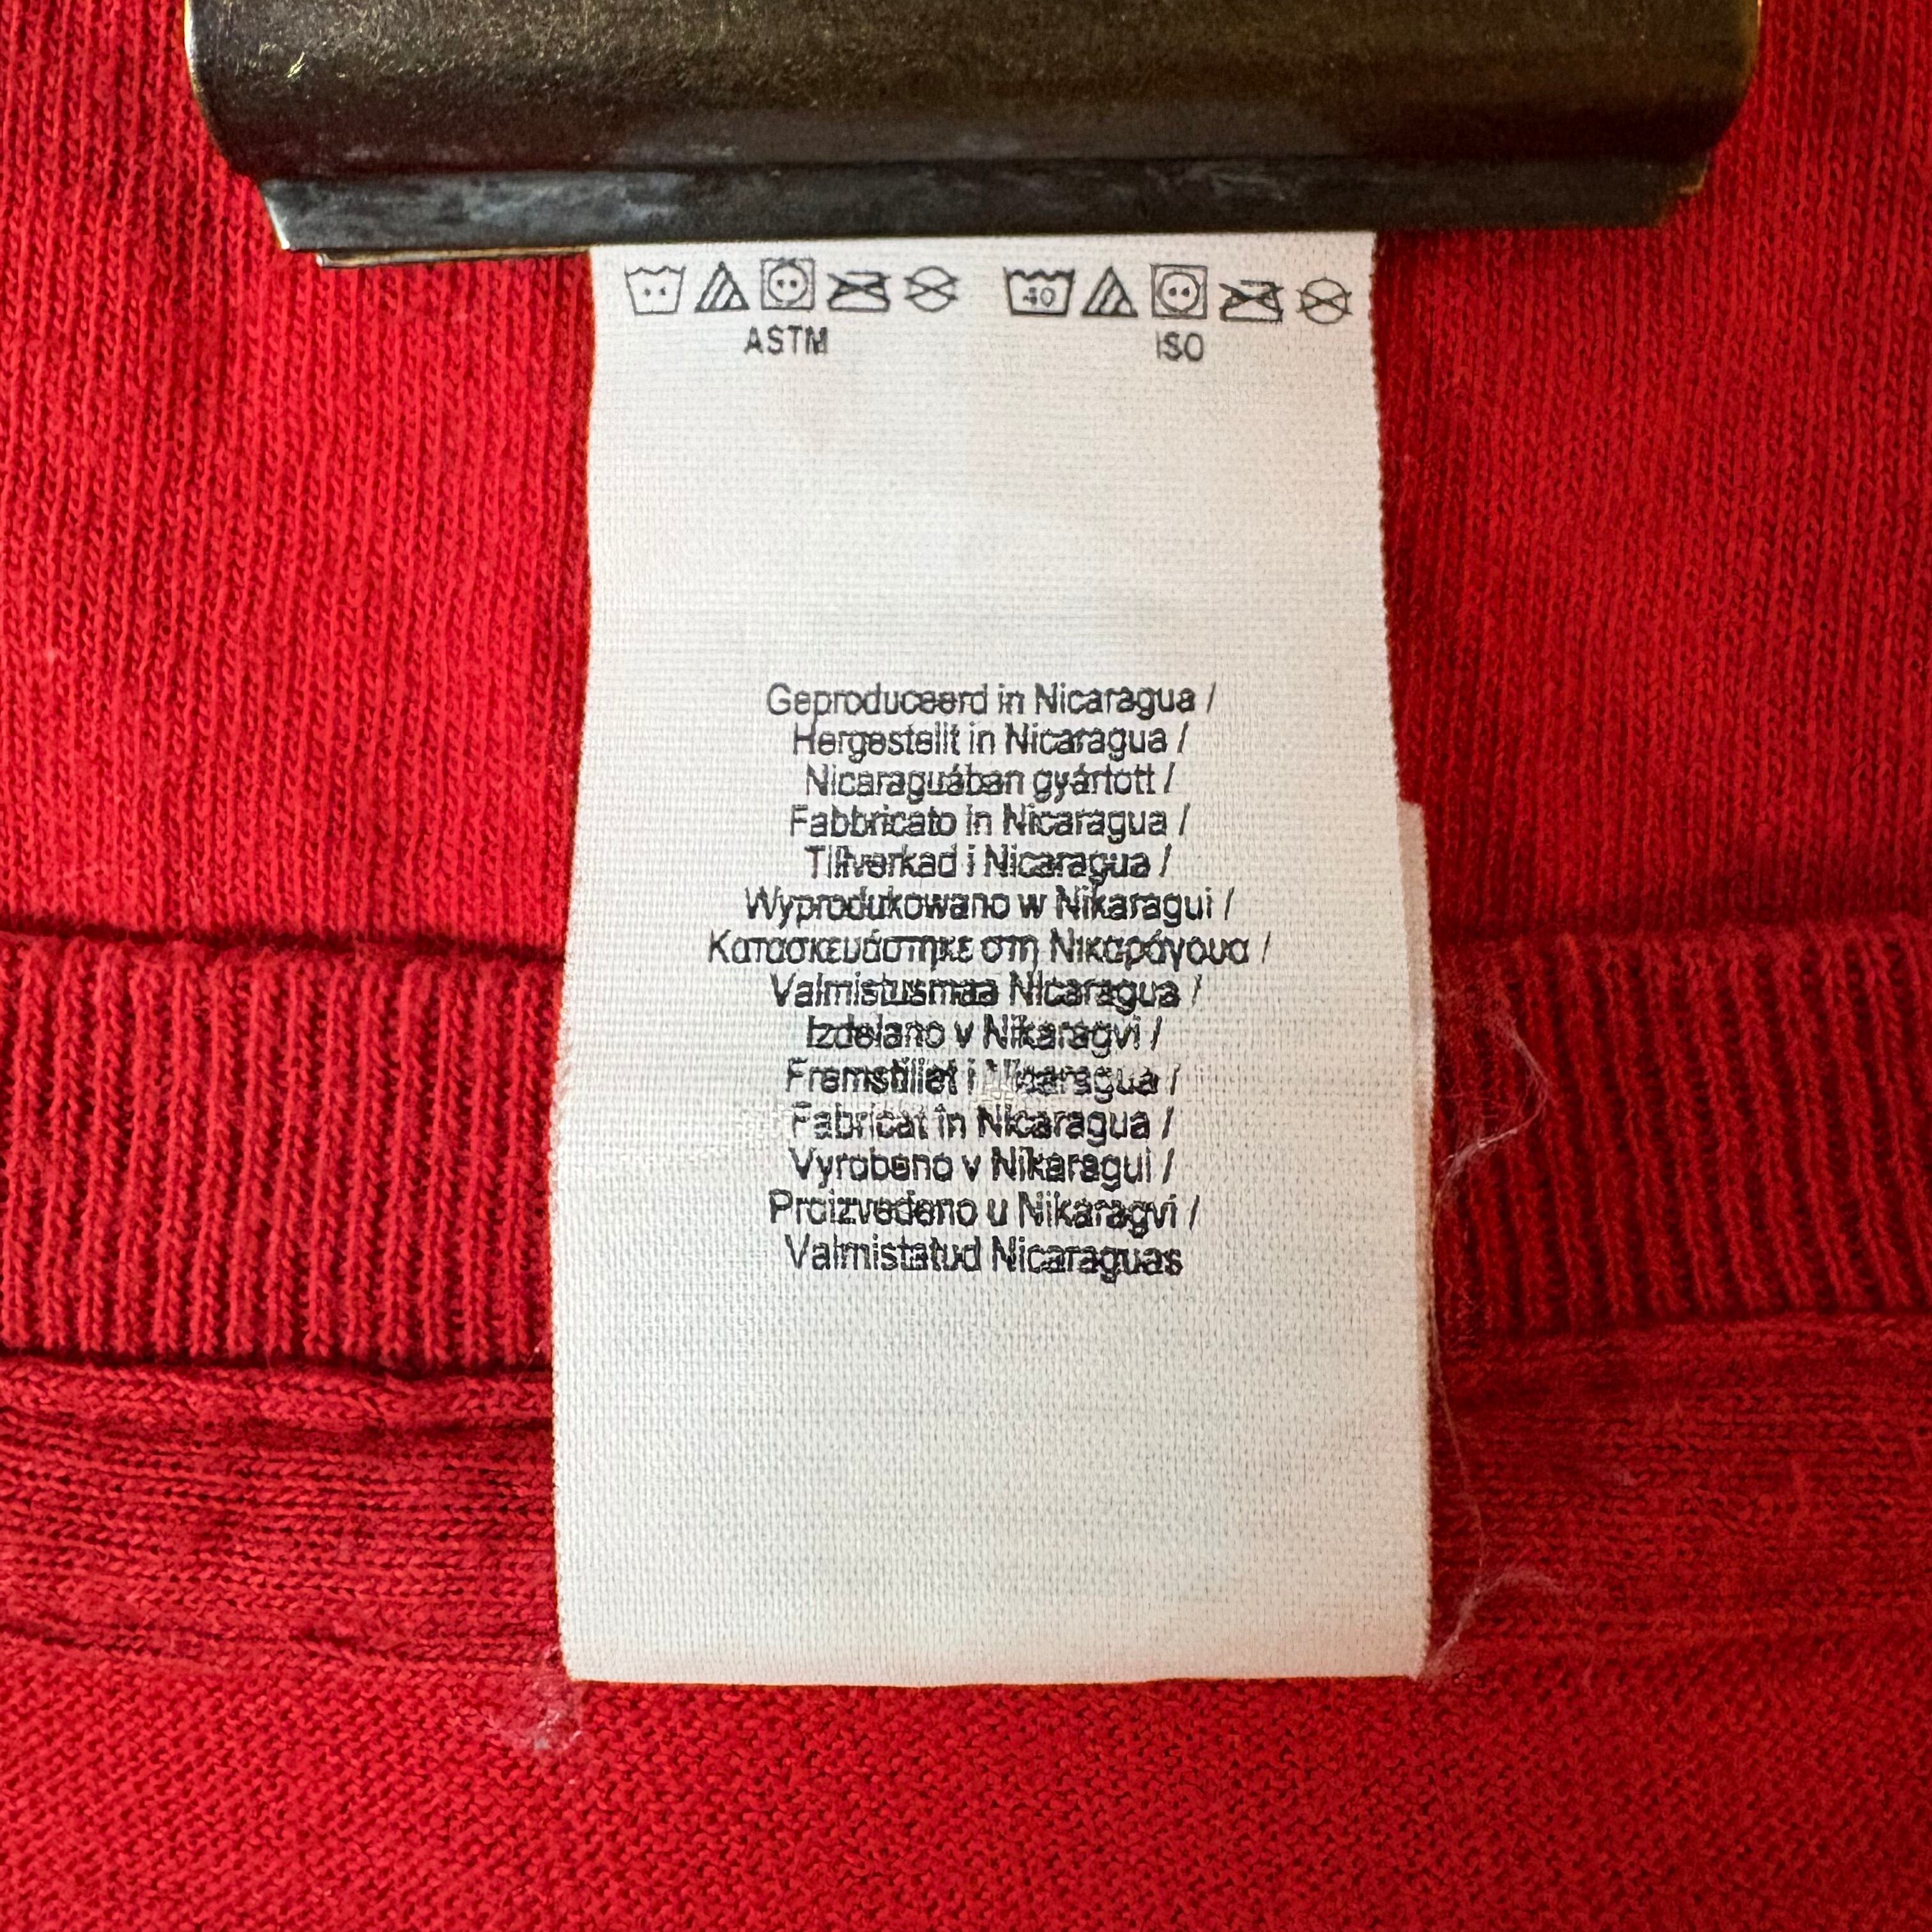 40
ASTM ISO
Geproduceerd in Nicaragua /
Hergestellt in Nicaragua /
Nicaraguában gyártott /
Fabbricato in Nicaragua /
Tillverkad i Nicaragua /
Wyprodukowano w Nikaragui /
Κατασκευάστηκε στη Νικαράγουα /
Valmistusmaa Nicaragua /
Izdelano v Nikaragvi /
Fremstillet i Nicaragua /
Fabricat în Nicaragua /
Vyrobeno v Nikaragui /
Proizvedeno u Nikaragvi /
Valmistatud Nicaraguas